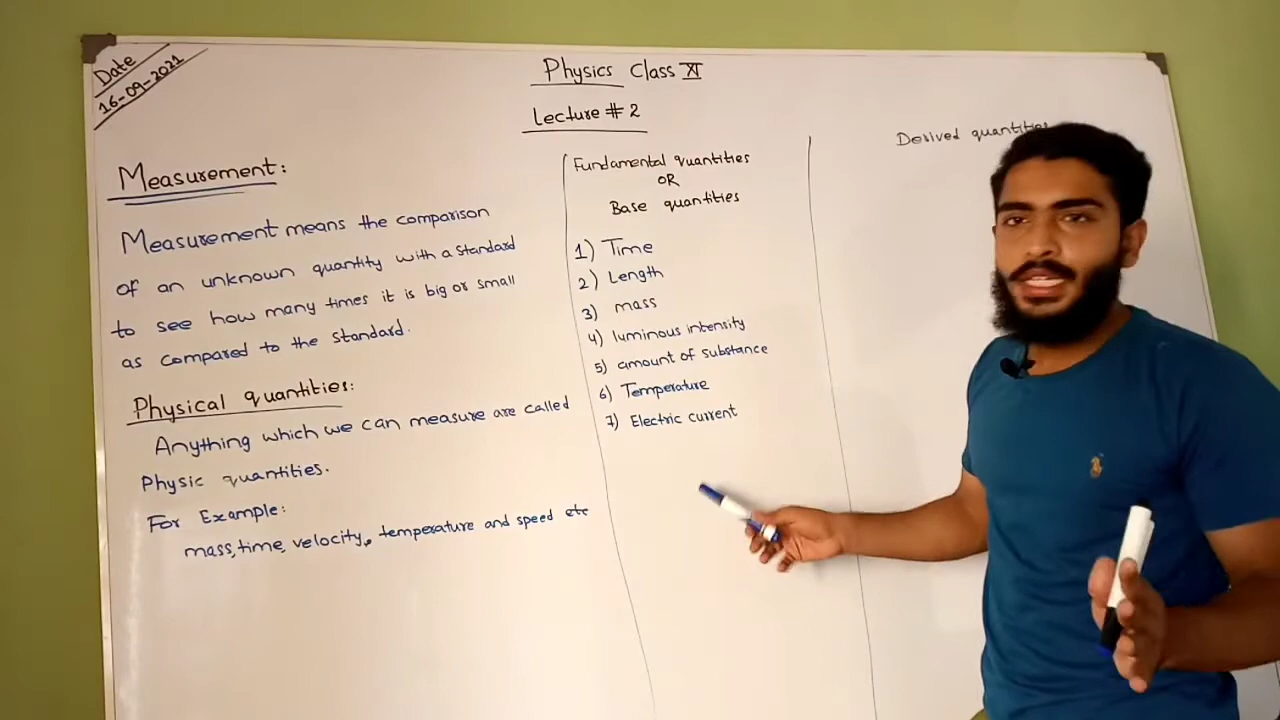 Date
16-09-2021
Physics Class XI
Lecture # 2
Measurement:
Measurement means the comparison
of an unknown quantity with a standard
to see how many times it is big or small
as compared to the standard.
Physical quantities:
Anything which we can measure are called
Physic quantities.
For Example:
mass, time, velocity, temperature and speed etc
Fundamental quantities
OR
Base quantities
1) Time
2) Length
3) mass
4) luminous intensity
5) amount of substance
6) Temperature
7) Electric current
Derived quantities